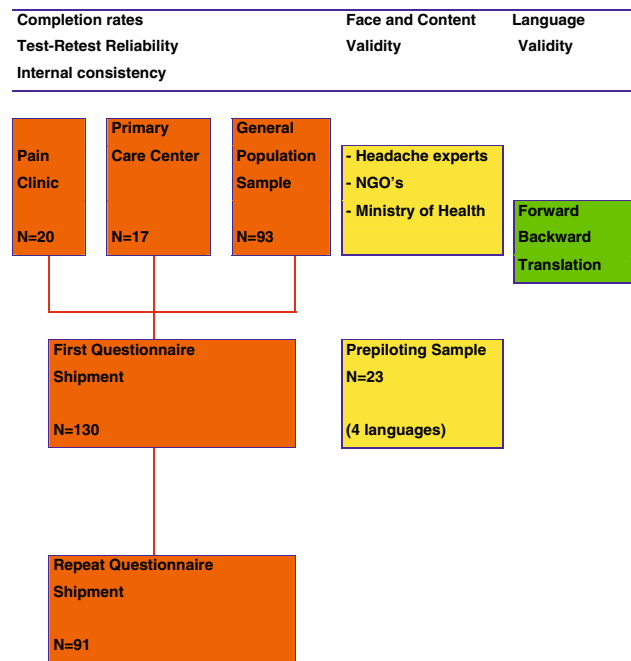 Completion rates
Test-Retest Reliability
Internal consistency
Face and Content
Validity
Language
Validity
Pain
Clinic
N=20
Primary
Care Center
N=17
General
Population
Sample
N=93
- Headache experts
- NGO's
- Ministry of Health
Forward
Backward
Translation
First Questionnaire
Shipment
N=130
Prepiloting Sample
N=23
(4 languages)
Repeat Questionnaire
Shipment
N=91